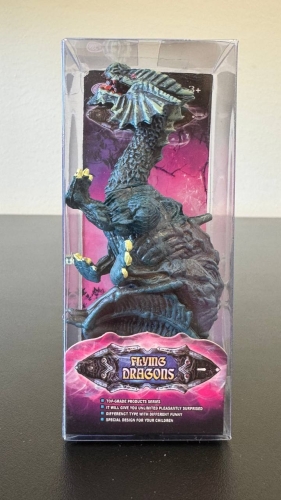 FLYING
DRAGONS
TOP-GRADE PRODUCTS SERIES
IT WILL GIVE YOU UNLIMITED PLEASANTLY SURPRISED
DIFFERENCT TYPE WITH DIFFERENT FUNNY
SPECIAL DESIGN FOR YOUR CHILDREN